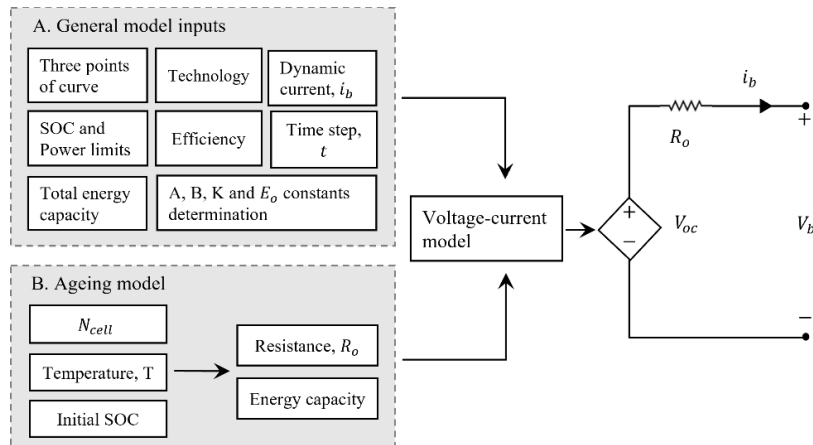 A. General model inputs
Three points
of curve
Technology
Dynamic
current, i_b
SOC and
Power limits
Efficiency
Time step,
t
Total energy
capacity
A, B, K and E_o constants
determination
B. Ageing model
N_cell
Temperature, T
Initial SOC
Resistance, R_o
Energy capacity
Voltage-current
model
+
−
V_oc
R_o
i_b
+
V_b
−